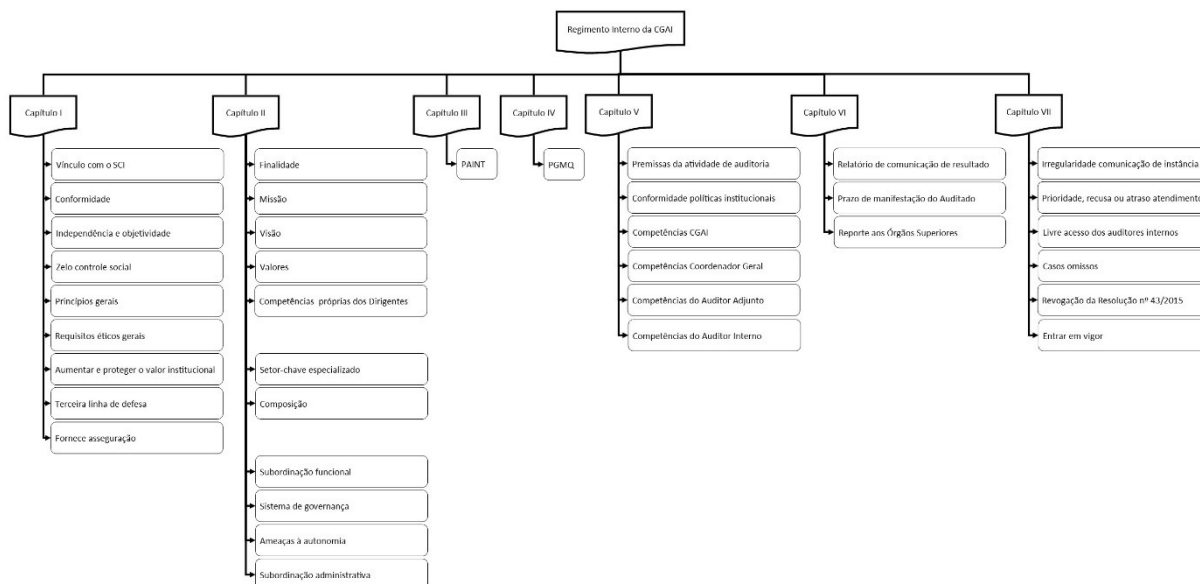 Regimento Interno da CGAI
Capítulo I
Capítulo II
Capítulo III
Capítulo IV
Capítulo V
Capítulo VI
Capítulo VII
Vínculo com o SCI
Conformidade
Independência e objetividade
Zelo controle social
Princípios gerais
Requisitos éticos gerais
Aumentar e proteger o valor institucional
Terceira linha de defesa
Fornece asseguração
Finalidade
Missão
Visão
Valores
Competências próprias dos Dirigentes
Setor-chave especializado
Composição
Subordinação funcional
Sistema de governança
Ameaças à autonomia
Subordinação administrativa
PAINT
PGMQ
Premissas da atividade de auditoria
Conformidade políticas institucionais
Competências CGAI
Competências Coordenador Geral
Competências do Auditor Adjunto
Competências do Auditor Interno
Relatório de comunicação de resultado
Prazo de manifestação do Auditado
Reporte aos Órgãos Superiores
Irregularidade comunicação de instância
Prioridade, recusa ou atraso atendimento
Livre acesso dos auditores internos
Casos omissos
Revogação da Resolução nº 43/2015
Entrar em vigor